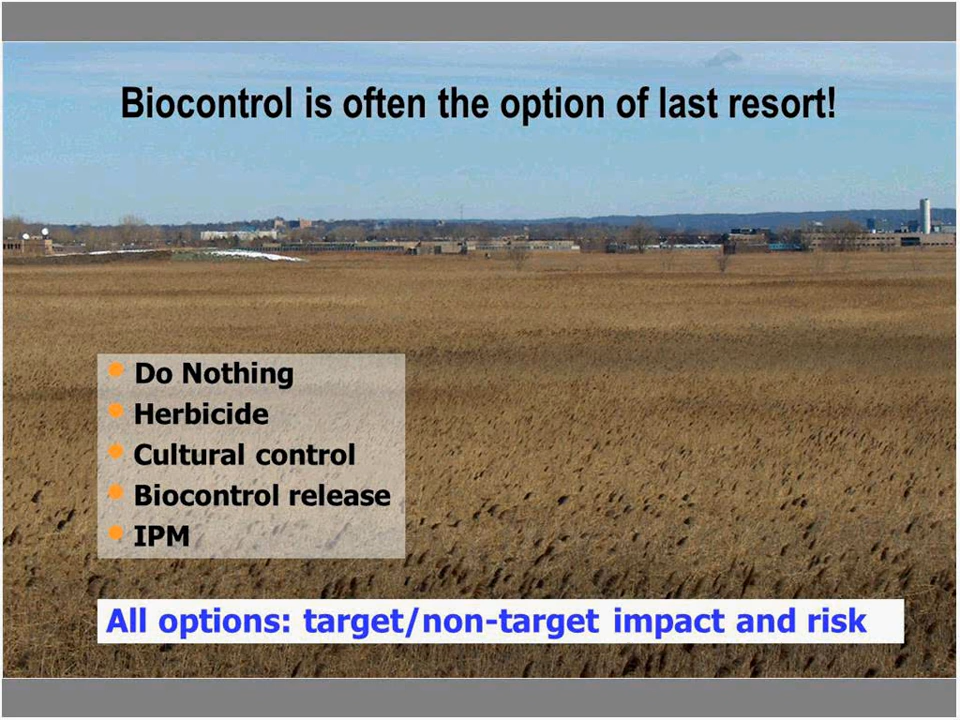 Biocontrol is often the option of last resort!
Do Nothing
Herbicide
Cultural control
Biocontrol release
IPM
All options: target/non-target impact and risk